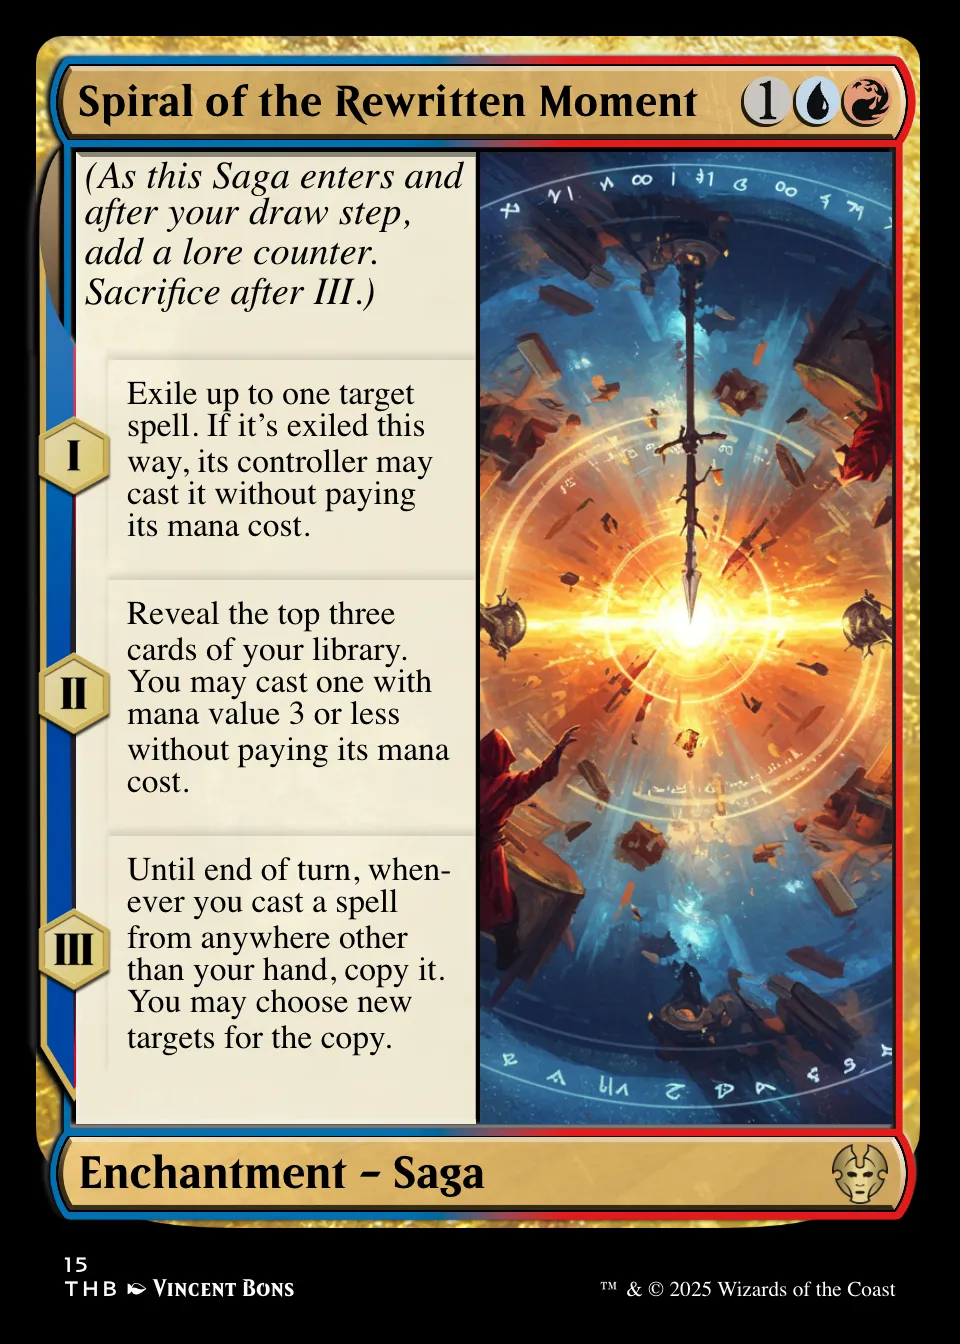 Spiral of the Rewritten Moment 1
(As this Saga enters and
after your draw step,
add a lore counter.
Sacrifice after III.)
I
Exile up to one target
spell. If it's exiled this
way, its controller may
cast it without paying
its mana cost.
II
Reveal the top three
cards of your library.
You may cast one with
mana value 3 or less
without paying its mana
cost.
III
Until end of turn, when-
ever you cast a spell
from anywhere other
than your hand, copy it.
You may choose new
targets for the copy.
Enchantment – Saga
15
THB Vincent Bons
™ & © 2025 Wizards of the Coast